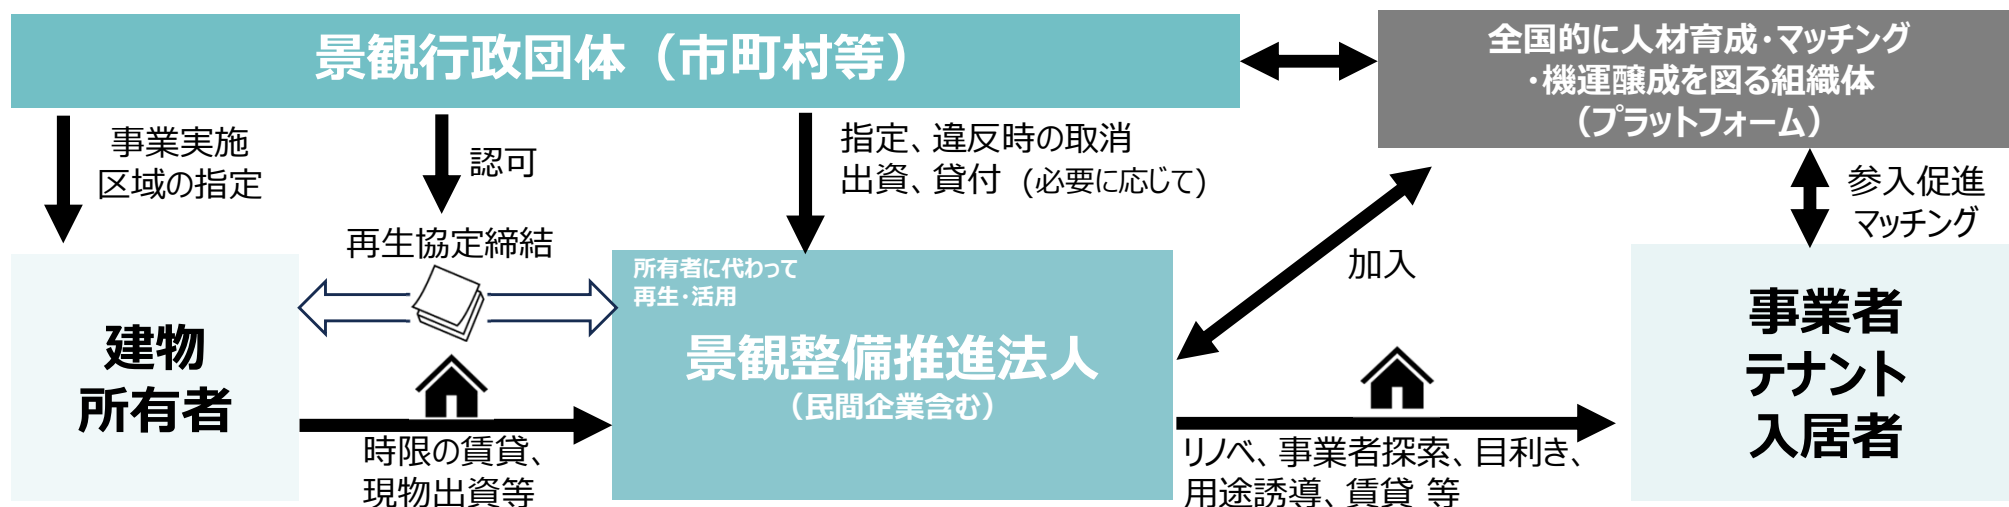 景観行政団体（市町村等）
全国的に人材育成・マッチング
・機運醸成を図る組織体
（プラットフォーム）
事業実施
区域の指定
認可
指定、違反時の取消
出資、貸付 (必要に応じて)
参入促進
マッチング
再生協定締結
加入
所有者に代わって
再生・活用
建物
所有者
景観整備推進法人
（民間企業含む）
事業者
テナント
入居者
時限の賃貸、
現物出資等
リノベ、事業者探索、目利き、
用途誘導、賃貸 等